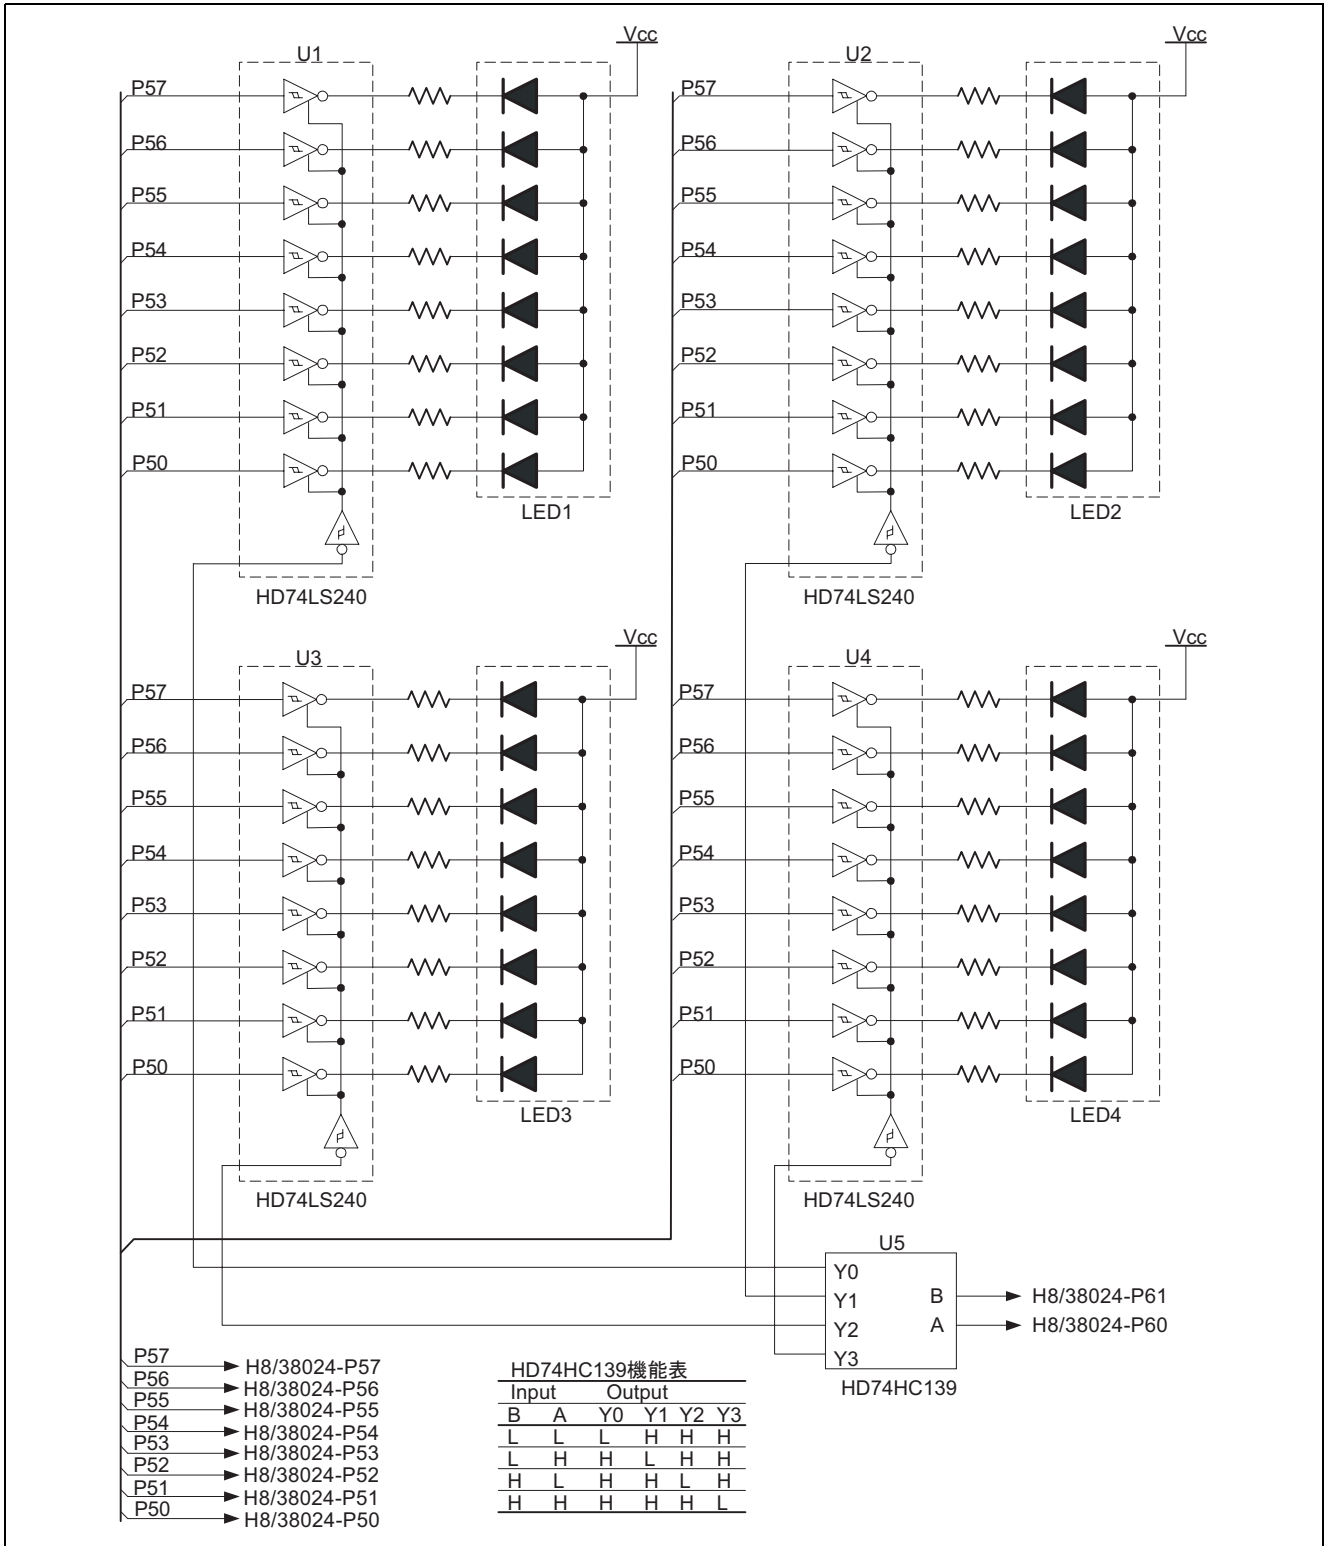 Vcc
Vcc
U1
U2
P57
P56
P55
P54
P53
P52
P51
P50
P57
P56
P55
P54
P53
P52
P51
P50
LED1
LED2
HD74LS240
HD74LS240
Vcc
Vcc
U3
U4
P57
P56
P55
P54
P53
P52
P51
P50
P57
P56
P55
P54
P53
P52
P51
P50
LED3
LED4
HD74LS240
HD74LS240
U5
Y0
Y1
Y2
Y3
B
A
H8/38024-P61
H8/38024-P60
HD74HC139
P57 H8/38024-P57
P56 H8/38024-P56
P55 H8/38024-P55
P54 H8/38024-P54
P53 H8/38024-P53
P52 H8/38024-P52
P51 H8/38024-P51
P50 H8/38024-P50
HD74HC139機能表
Input Output
B A Y0 Y1 Y2 Y3
L L L H H H
L H H L H H
H L H H L H
H H H H H L